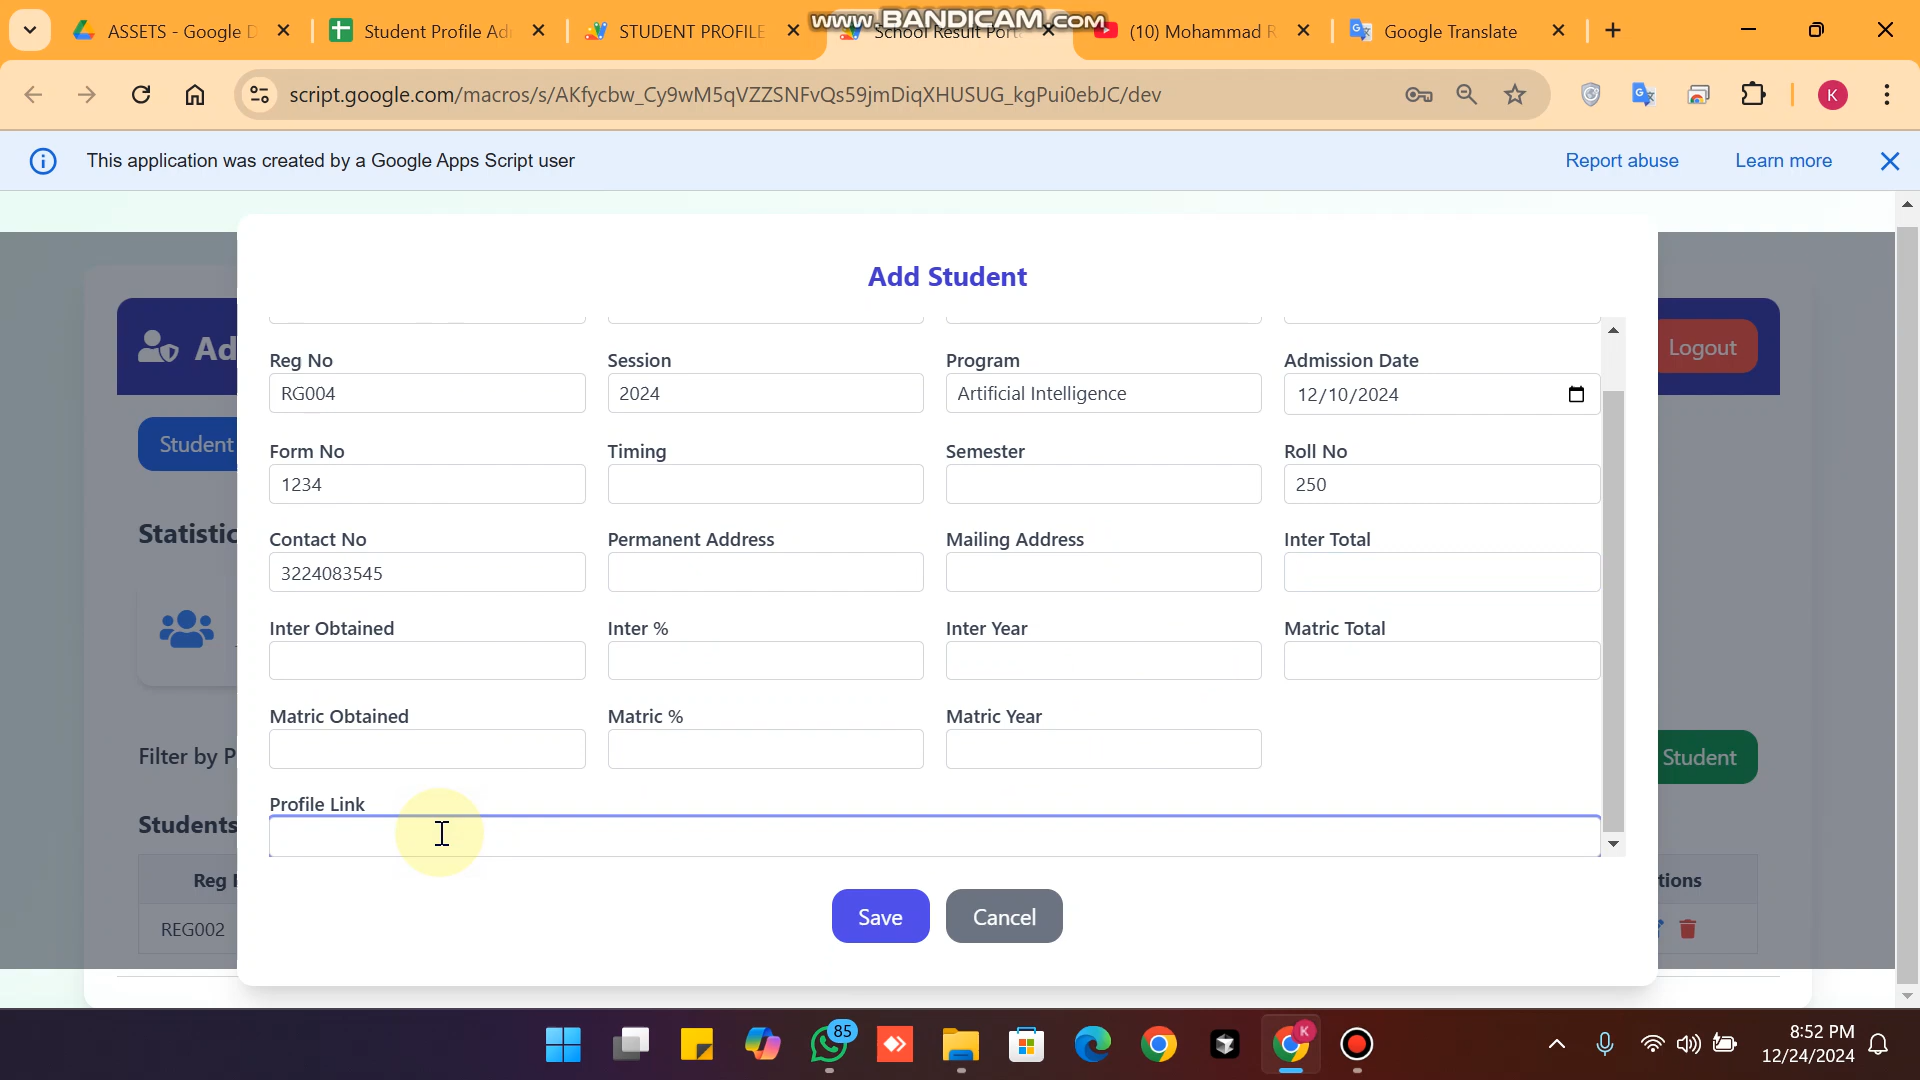 www.BANDICAM.com
ASSETS - Google D
Student Profile Ad
STUDENT PROFILE
School Result Port
(10) Mohammad R
Google Translate
script.google.com/macros/s/AKfycbw_Cy9wM5qVZZSNFvQs59jmDiqXHUSUG_kgPui0ebJC/dev
K
This application was created by a Google Apps Script user
Report abuse
Learn more
Add Student
Ad
Logout
Reg No
Session
Program
Admission Date
RG004
2024
Artificial Intelligence
12/10/2024
Student
Form No
Timing
Semester
Roll No
1234
250
Statistic
Contact No
Permanent Address
Mailing Address
Inter Total
3224083545
Inter Obtained
Inter %
Inter Year
Matric Total
Matric Obtained
Matric %
Matric Year
Filter by P
Student
Profile Link
Students
Reg
tions
Save
Cancel
REG002
85
K
8:52 PM
12/24/2024